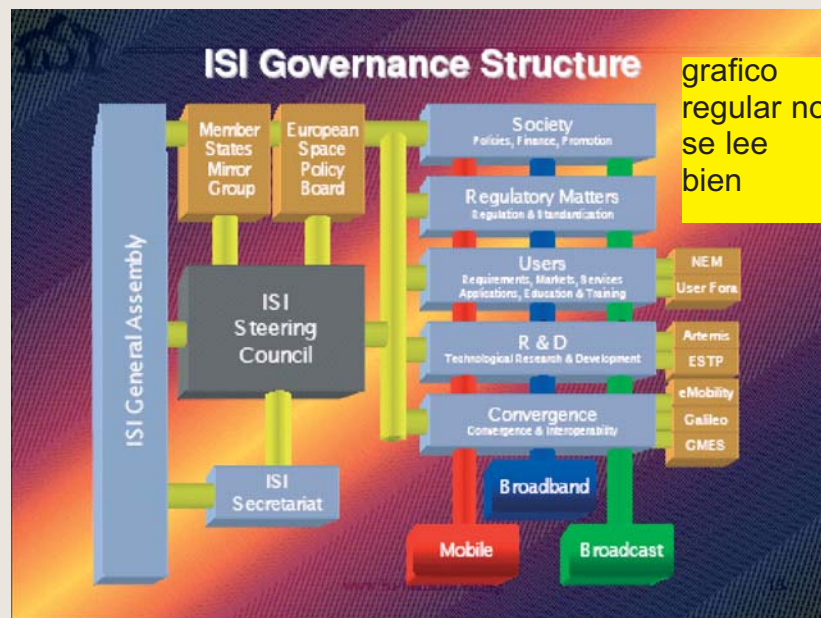 ISI Governance Structure
grafico
regular no
se lee
bien
ISI General Assembly
Member
States
Mirror
Group
European
Space
Policy
Board
ISI
Steering
Council
ISI
Secretariat
Society
Policies, Finance, Promotion
Regulatory Matters
Regulation & Standardization
Users
Requirements, Markets, Services
Applications, Education & Training
R & D
Technological Research & Development
Convergence
Convergence & Interoperability
NEM
User Fora
Artemis
ESTP
eMobility
Galileo
GMES
Broadband
Mobile
Broadcast